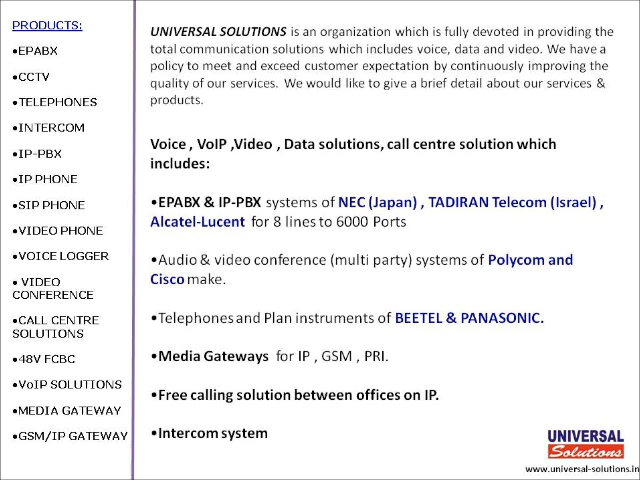 PRODUCTS:
•EPABX
•CCTV
•TELEPHONES
•INTERCOM
•IP-PBX
•IP PHONE
•SIP PHONE
•VIDEO PHONE
•VOICE LOGGER
• VIDEO
CONFERENCE
•CALL CENTRE
SOLUTIONS
•48V FCBC
•VoIP SOLUTIONS
•MEDIA GATEWAY
•GSM/IP GATEWAY
UNIVERSAL SOLUTIONS is an organization which is fully devoted in providing the
total communication solutions which includes voice, data and video. We have a
policy to meet and exceed customer expectation by continuously improving the
quality of our services. We would like to give a brief detail about our services &
products.
Voice , VoIP ,Video , Data solutions, call centre solution which
includes:
•EPABX & IP-PBX systems of NEC (Japan) , TADIRAN Telecom (Israel) ,
Alcatel-Lucent for 8 lines to 6000 Ports
•Audio & video conference (multi party) systems of Polycom and
Cisco make.
•Telephones and Plan instruments of BEETEL & PANASONIC.
•Media Gateways for IP , GSM , PRI.
•Free calling solution between offices on IP.
•Intercom system
UNIVERSAL
Solutions
www.universal-solutions.in